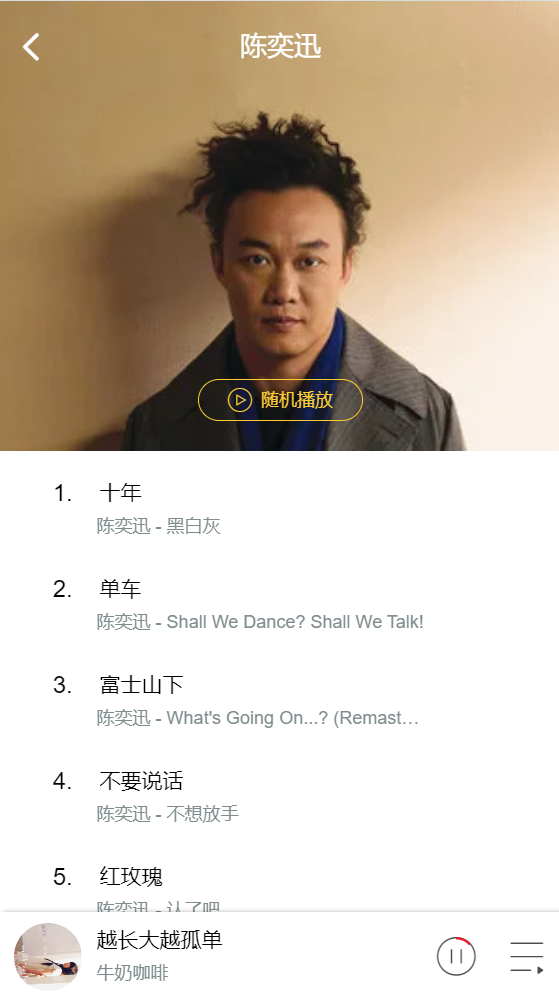 陈奕迅
随机播放
1. 十年
陈奕迅 - 黑白灰
2. 单车
陈奕迅 - Shall We Dance? Shall We Talk!
3. 富士山下
陈奕迅 - What's Going On...? (Remast…
4. 不要说话
陈奕迅 - 不想放手
5. 红玫瑰
陈奕迅 - 认了吧
越长大越孤单
牛奶咖啡